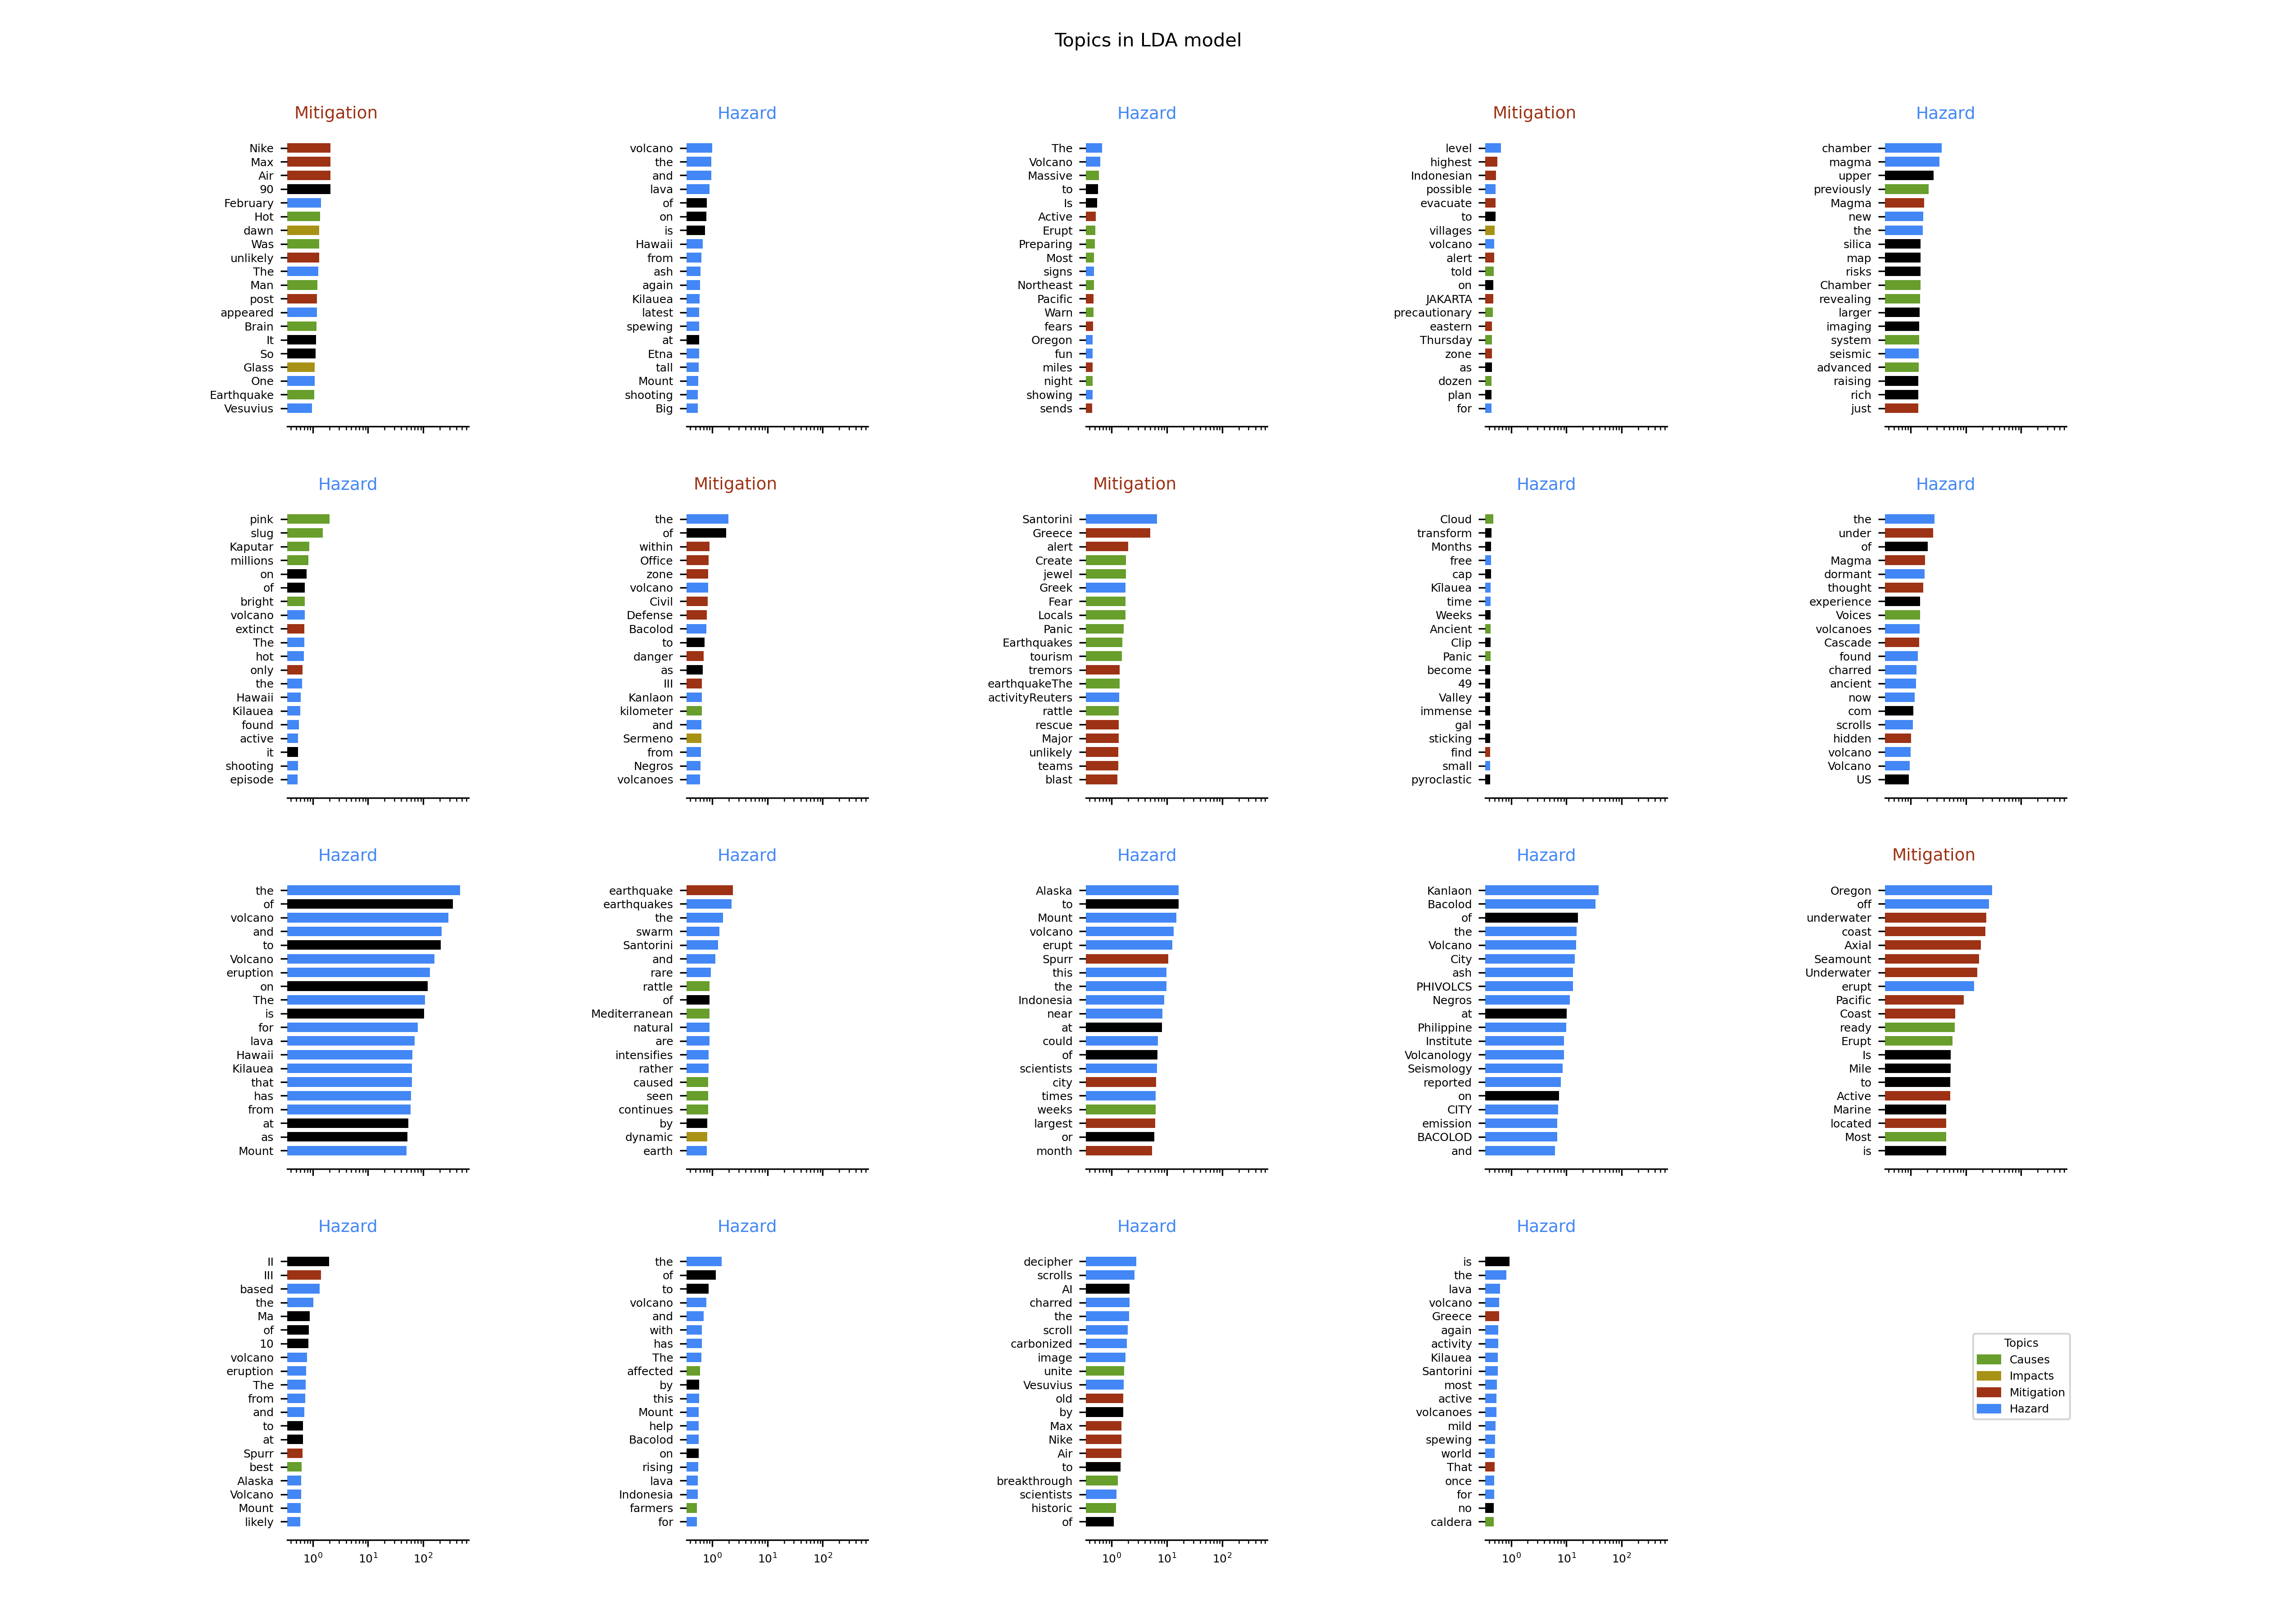 Topics in LDA model
Mitigation
Nike
Max
Air
90
February
Hot
dawn
Was
unlikely
The
Man
post
appeared
Brain
It
So
Glass
One
Earthquake
Vesuvius
Hazard
volcano
the
and
lava
of
on
is
Hawaii
from
ash
again
Kilauea
latest
spewing
at
Etna
tall
Mount
shooting
Big
Hazard
The
Volcano
Massive
to
Is
Active
Erupt
Preparing
Most
signs
Northeast
Pacific
Warn
fears
Oregon
fun
miles
night
showing
sends
Mitigation
level
highest
Indonesian
possible
evacuate
to
villages
volcano
alert
told
on
JAKARTA
precautionary
eastern
Thursday
zone
as
dozen
plan
for
Hazard
chamber
magma
upper
previously
Magma
new
the
silica
map
risks
Chamber
revealing
larger
imaging
system
seismic
advanced
raising
rich
just
Hazard
pink
slug
Kaputar
millions
on
of
bright
volcano
extinct
The
hot
only
the
Hawaii
Kilauea
found
active
it
shooting
episode
Mitigation
the
of
within
Office
zone
volcano
Civil
Defense
Bacolod
to
danger
as
III
Kanlaon
kilometer
and
Sermeno
from
Negros
volcanoes
Mitigation
Santorini
Greece
alert
Create
jewel
Greek
Fear
Locals
Panic
Earthquakes
tourism
tremors
earthquakeThe
activityReuters
rattle
rescue
Major
unlikely
teams
blast
Hazard
Cloud
transform
Months
free
cap
Kīlauea
time
Weeks
Ancient
Clip
Panic
become
49
Valley
immense
gal
sticking
find
small
pyroclastic
Hazard
the
under
of
Magma
dormant
thought
experience
Voices
volcanoes
Cascade
found
charred
ancient
now
com
scrolls
hidden
volcano
Volcano
US
Hazard
the
of
volcano
and
to
Volcano
eruption
on
The
is
for
lava
Hawaii
Kilauea
that
has
from
at
as
Mount
Hazard
earthquake
earthquakes
the
swarm
Santorini
and
rare
rattle
of
Mediterranean
natural
are
intensifies
rather
caused
seen
continues
by
dynamic
earth
Hazard
Alaska
to
Mount
volcano
erupt
Spurr
this
the
Indonesia
near
at
could
of
scientists
city
times
weeks
largest
or
month
Hazard
Kanlaon
Bacolod
of
the
Volcano
City
ash
PHIVOLCS
Negros
at
Philippine
Institute
Volcanology
Seismology
reported
on
CITY
emission
BACOLOD
and
Mitigation
Oregon
off
underwater
coast
Axial
Seamount
Underwater
erupt
Pacific
Coast
ready
Erupt
Is
Mile
to
Active
Marine
located
Most
is
Hazard
II
III
based
the
Ma
of
10
volcano
eruption
The
from
and
to
at
Spurr
best
Alaska
Volcano
Mount
likely
10⁰ 10¹ 10²
Hazard
the
of
to
volcano
and
with
has
The
affected
by
this
Mount
help
Bacolod
on
rising
lava
Indonesia
farmers
for
10⁰ 10¹ 10²
Hazard
decipher
scrolls
AI
charred
the
scroll
carbonized
image
unite
Vesuvius
old
by
Max
Nike
Air
to
breakthrough
scientists
historic
of
10⁰ 10¹ 10²
Hazard
is
the
lava
volcano
Greece
again
activity
Kilauea
Santorini
most
active
volcanoes
mild
spewing
world
That
once
for
no
caldera
10⁰ 10¹ 10²
Topics
Causes
Impacts
Mitigation
Hazard